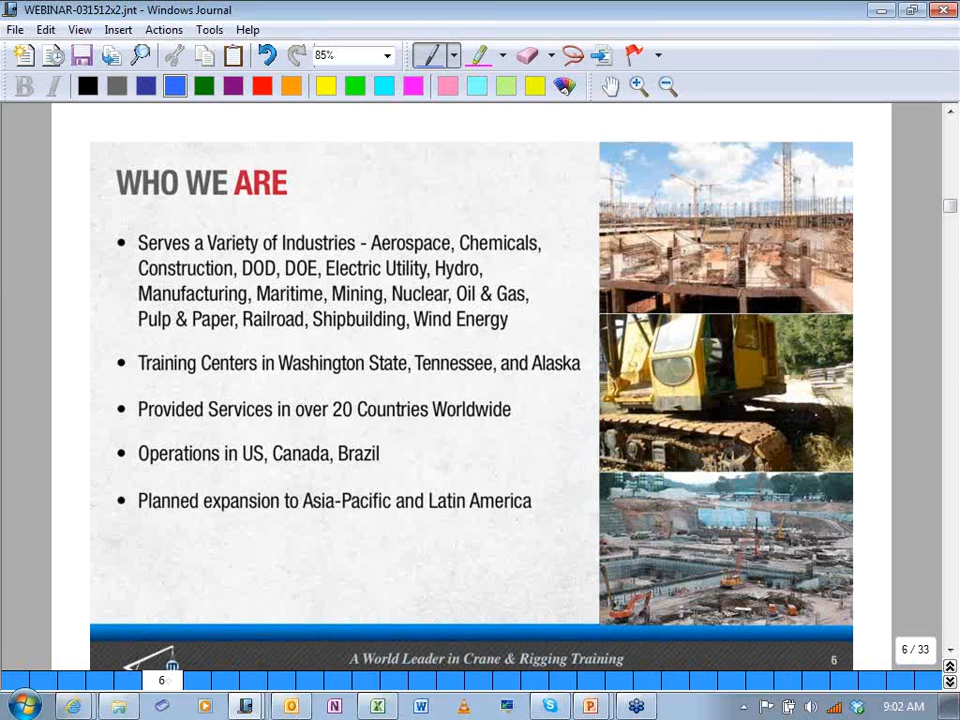 WEBINAR-031512x2.jnt - Windows Journal
File Edit View Insert Actions Tools Help
85%
B I
WHO WE ARE
• Serves a Variety of Industries - Aerospace, Chemicals,
Construction, DOD, DOE, Electric Utility, Hydro,
Manufacturing, Maritime, Mining, Nuclear, Oil & Gas,
Pulp & Paper, Railroad, Shipbuilding, Wind Energy
• Training Centers in Washington State, Tennessee, and Alaska
• Provided Services in over 20 Countries Worldwide
• Operations in US, Canada, Brazil
• Planned expansion to Asia-Pacific and Latin America
A World Leader in Crane & Rigging Training
6
6 / 33
6
9:02 AM